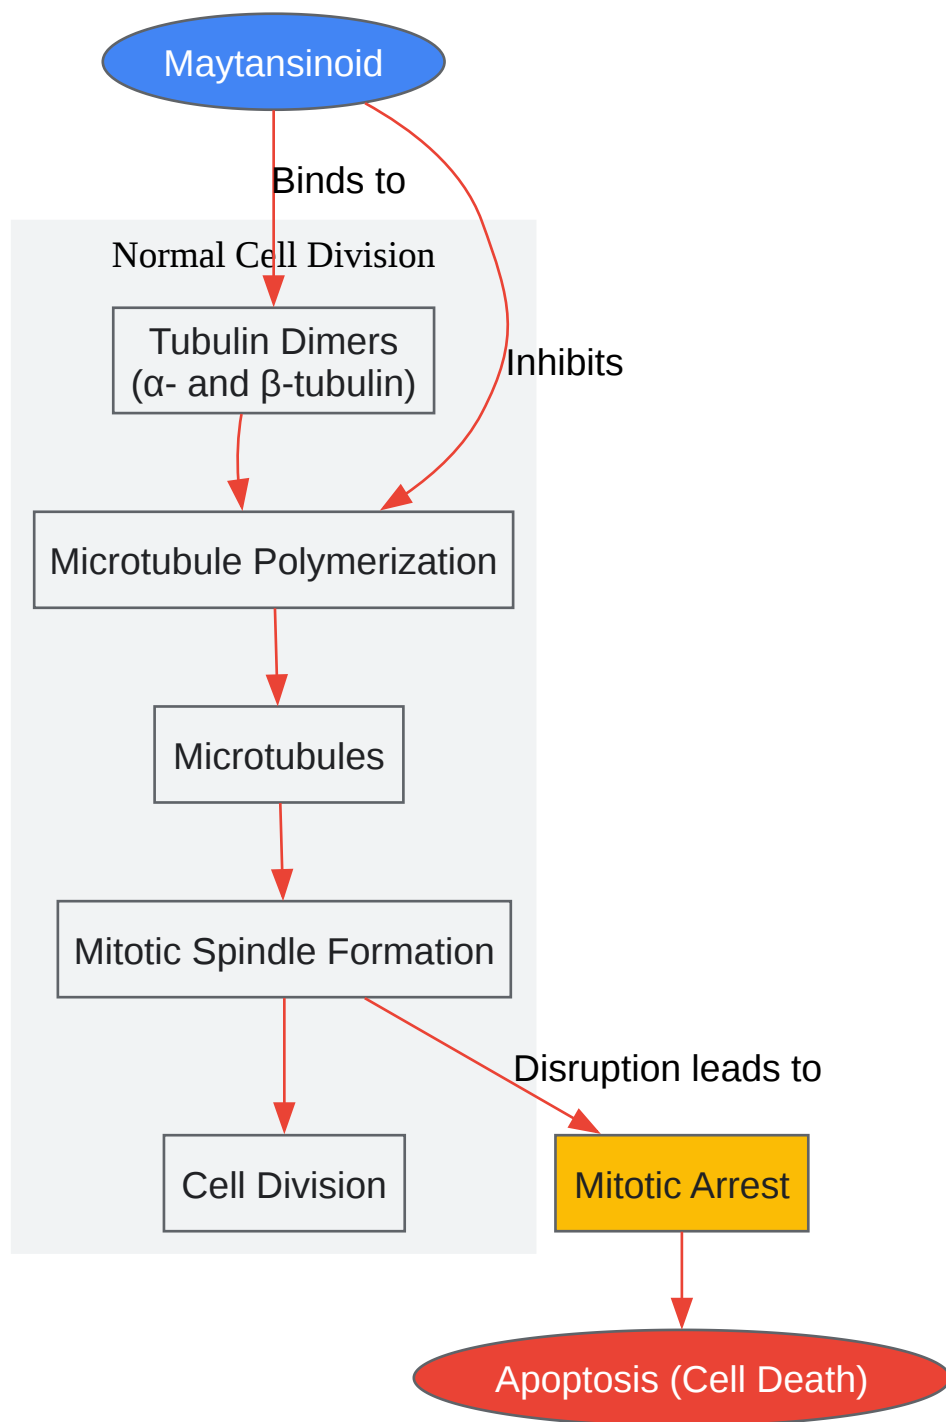 Maytansinoid
Binds to
Normal Cell Division
Tubulin Dimers
(α- and β-tubulin)
Inhibits
Microtubule Polymerization
Microtubules
Mitotic Spindle Formation
Disruption leads to
Cell Division
Mitotic Arrest
Apoptosis (Cell Death)